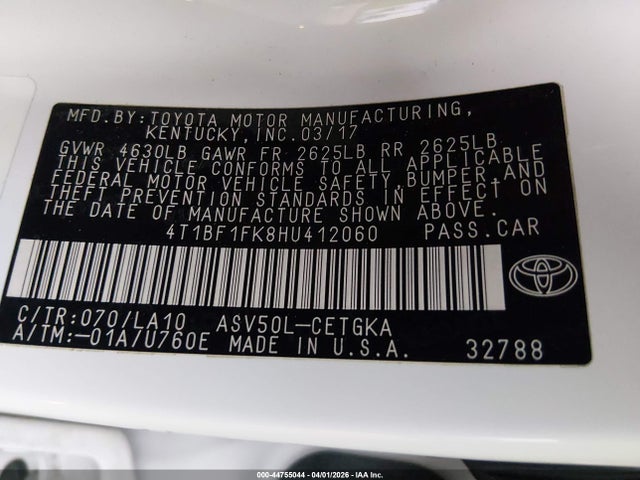 MFD.BY:TOYOTA MOTOR MANUFACTURING,
KENTUCKY,INC.03/17
GVWR 4630LB GAWR FR 2625LB RR 2625LB
THIS VEHICLE CONFORMS TO ALL APPLICABLE
FEDERAL MOTOR VEHICLE SAFETY,BUMPER,AND
THEFT PREVENTION STANDARDS IN EFFECT ON
THE DATE OF MANUFACTURE SHOWN ABOVE.
4T1BF1FK8HU412060 PASS.CAR
C/TR:070/LA10 ASV50L-CETGKA
A/TM:-01A/U760E MADE IN U.S.A. 32788
000-44755044 - 04/01/2026 - IAA Inc.